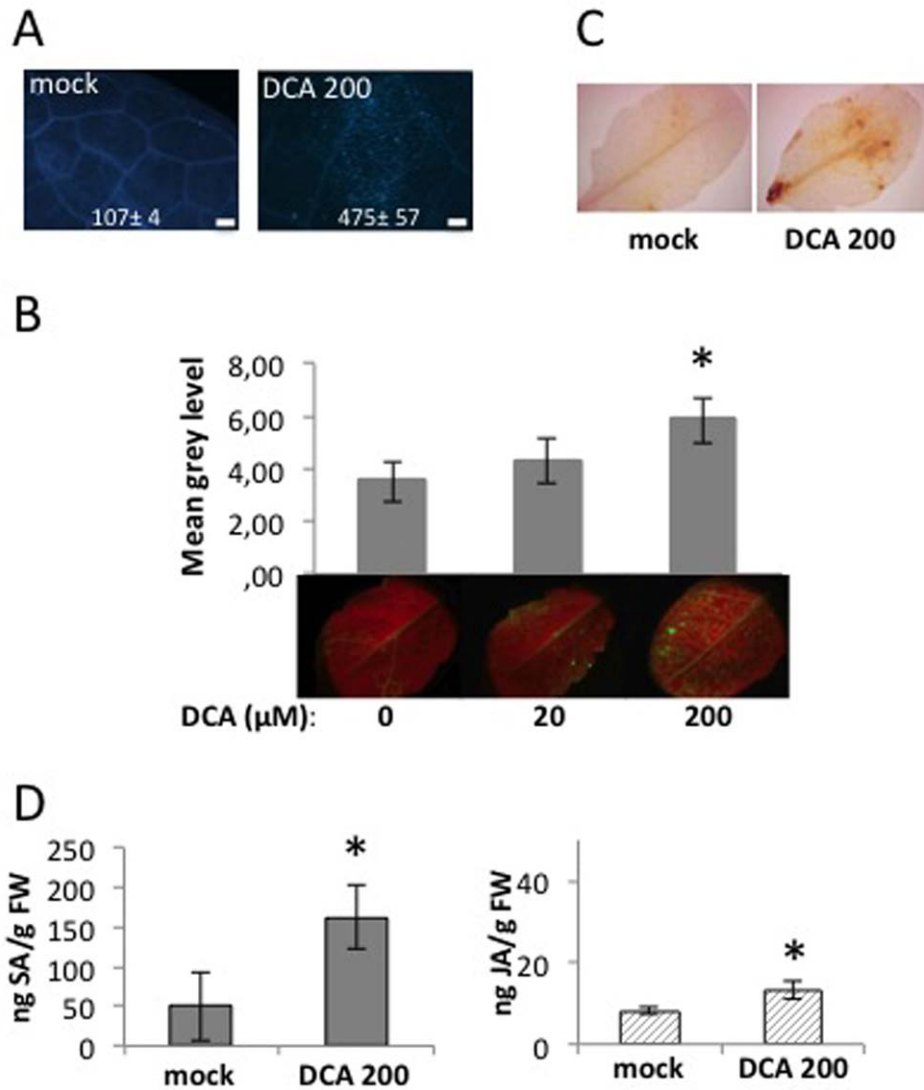 A
mock
107± 4
DCA 200
475± 57
C
mock
DCA 200
B
Mean grey level
8,00
6,00
4,00
2,00
,00
*
DCA (µM):
0
20
200
D
ng SA/g FW
250
200
150
100
50
0
*
mock
DCA 200
ng JA/g FW
40
20
0
*
mock
DCA 200